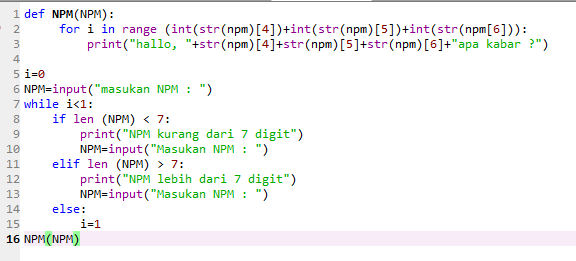 1 def NPM(NPM):
2 for i in range (int(str(npm)[4])+int(str(npm)[5])+int(str(npm[6])):
3 print("hallo, "+str(npm)[4]+str(npm)[5]+str(npm)[6]+"apa kabar ?")
4
5 i=0
6 NPM=input("masukan NPM : ")
7 while i<1:
8 if len (NPM) < 7:
9 print("NPM kurang dari 7 digit")
10 NPM=input("Masukan NPM : ")
11 elif len (NPM) > 7:
12 print("NPM lebih dari 7 digit")
13 NPM=input("Masukan NPM : ")
14 else:
15 i=1
16 NPM(NPM)